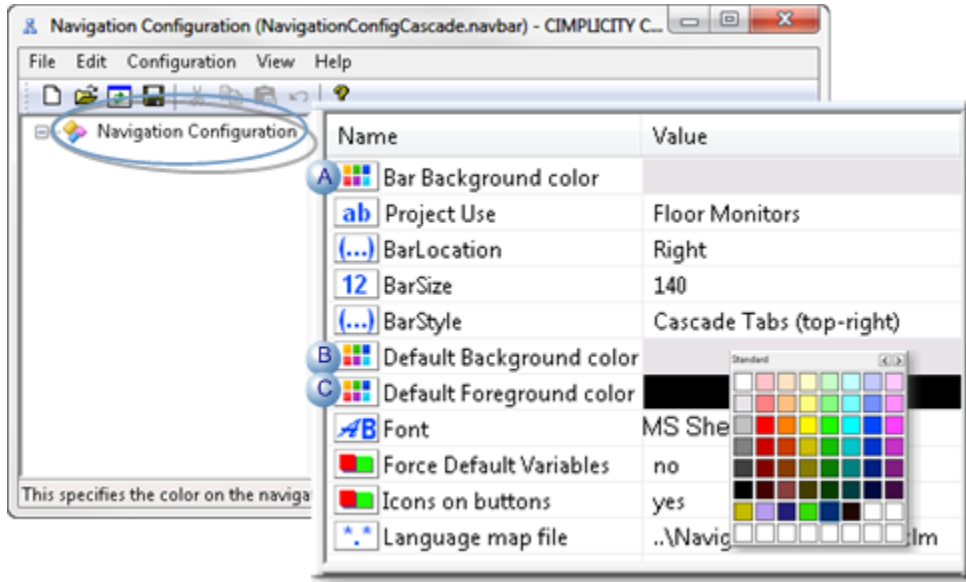 Navigation Configuration (NavigationConfigCascade.navbar) - CIMPLICITY C...
File Edit Configuration View Help
Navigation Configuration
Name Value
A Bar Background color
ab Project Use Floor Monitors
(...) BarLocation Right
12 BarSize 140
(...) BarStyle Cascade Tabs (top-right)
B Default Background color
Standard
C Default Foreground color
AB Font MS She
Force Default Variables no
This specifies the color on the naviga
Icons on buttons yes
*.* Language map file ..\Navig lm